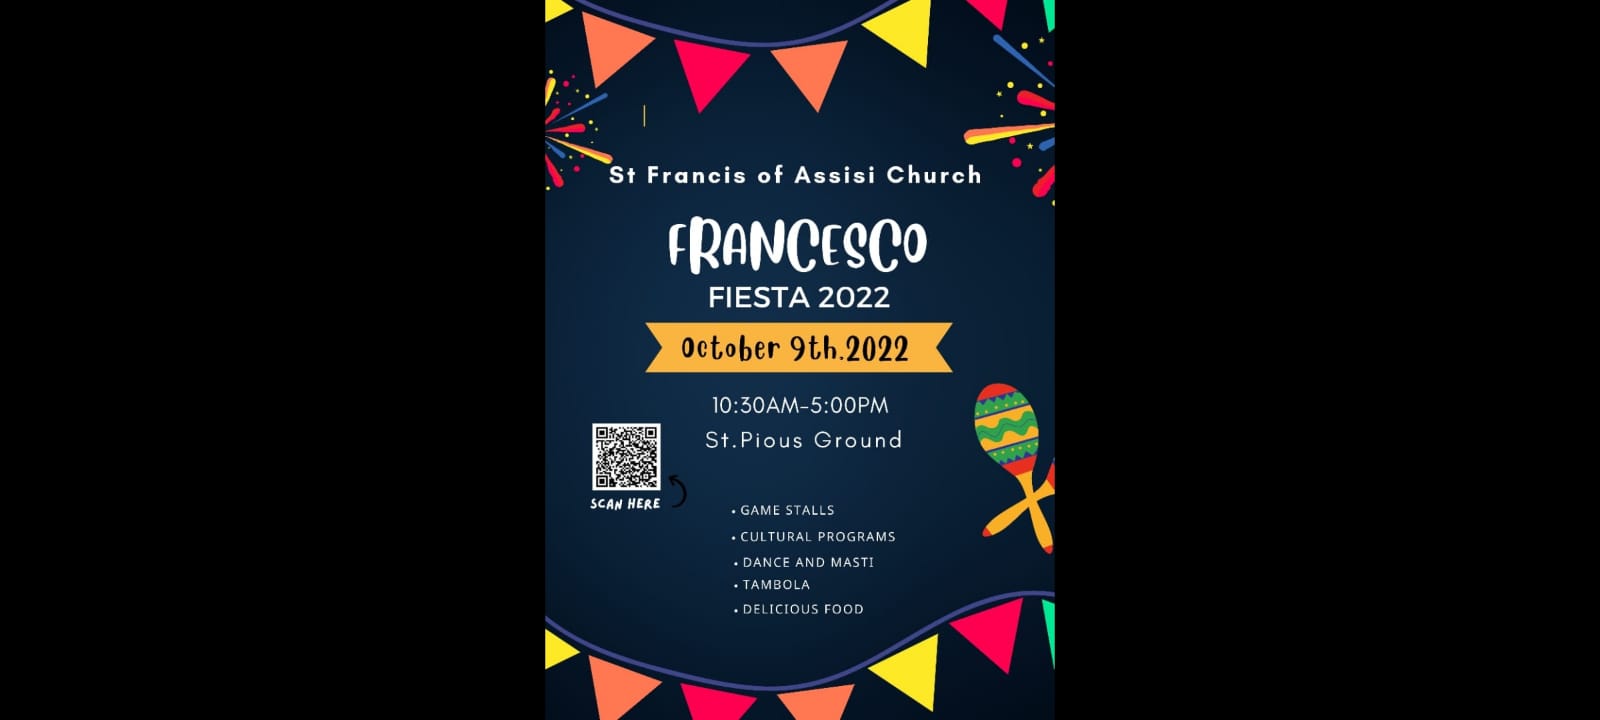 St Francis of Assisi Church
FRANCESCO
FIESTA 2022
October 9th.2022
10:30AM-5:00PM
St.Pious Ground
SCAN HERE
• GAME STALLS
• CULTURAL PROGRAMS
• DANCE AND MASTI
• TAMBOLA
• DELICIOUS FOOD